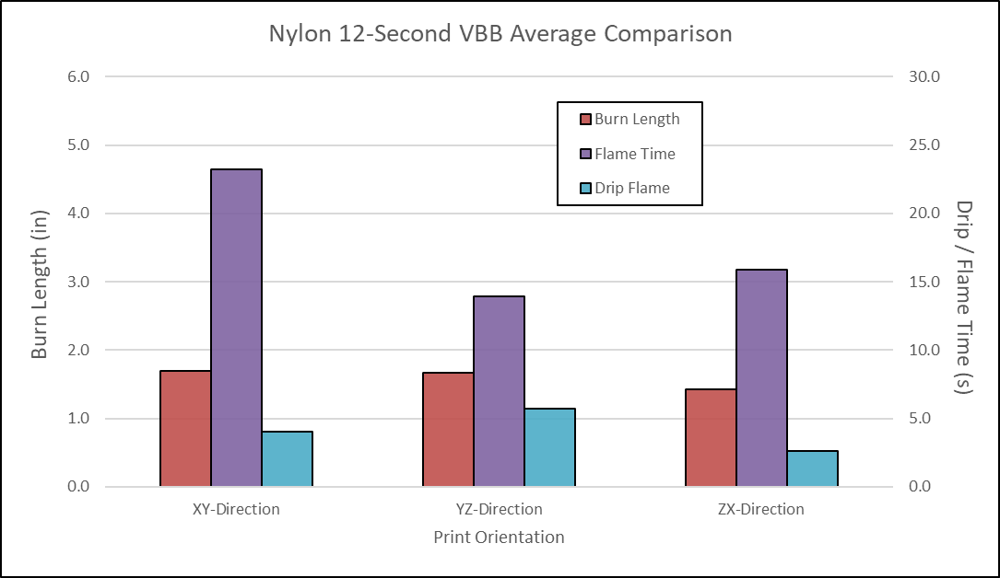 Nylon 12-Second VBB Average Comparison
6.0
5.0
4.0
3.0
2.0
1.0
0.0
Burn Length (in)
30.0
25.0
20.0
15.0
10.0
5.0
0.0
Drip / Flame Time (s)
Burn Length
Flame Time
Drip Flame
XY-Direction
YZ-Direction
ZX-Direction
Print Orientation